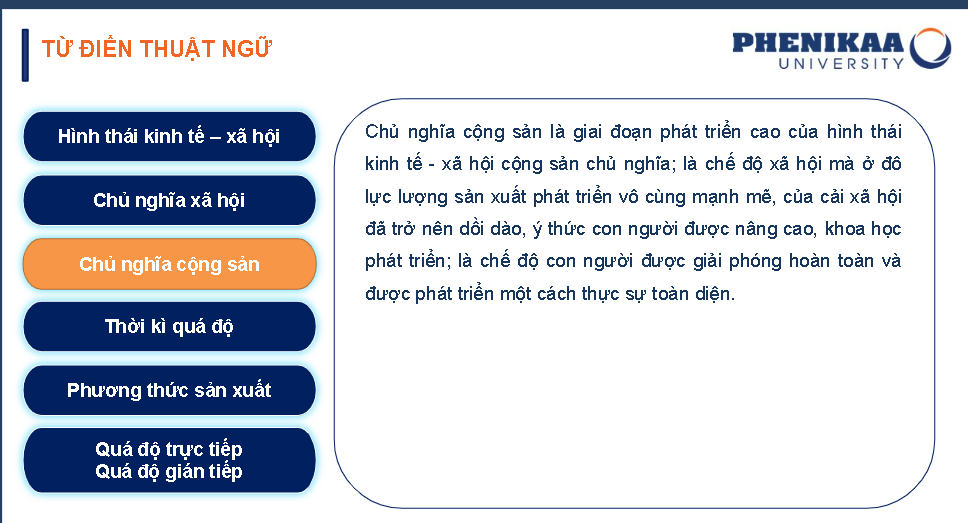 TỪ ĐIỂN THUẬT NGỮ
PHENIKAA
UNIVERSITY
Hình thái kinh tế – xã hội
Chủ nghĩa xã hội
Chủ nghĩa cộng sản
Thời kì quá độ
Phương thức sản xuất
Quá độ trực tiếp
Quá độ gián tiếp
Chủ nghĩa cộng sản là giai đoạn phát triển cao của hình thái
kinh tế - xã hội cộng sản chủ nghĩa; là chế độ xã hội mà ở đô
lực lượng sản xuất phát triển vô cùng mạnh mẽ, của cải xã hội
đã trở nên dồi dào, ý thức con người được nâng cao, khoa học
phát triển; là chế độ con người được giải phóng hoàn toàn và
được phát triển một cách thực sự toàn diện.